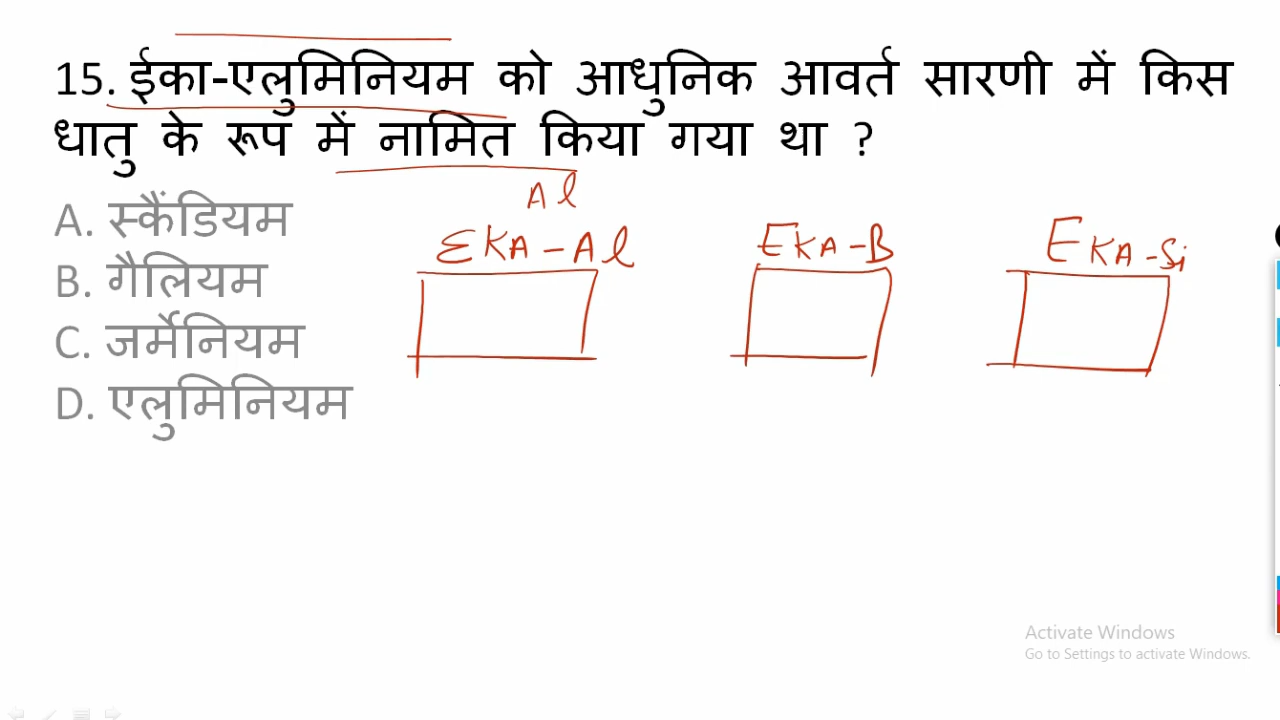 15. ईका-एलुमिनियम को आधुनिक आवर्त सारणी में किस
धातु के रूप में नामित किया गया था ?
A. स्कैंडियम
B. गैलियम
C. जर्मेनियम
D. एलुमिनियम
Al
EKA-Al
EKA-B
EKA-Si
Activate Windows
Go to Settings to activate Windows.